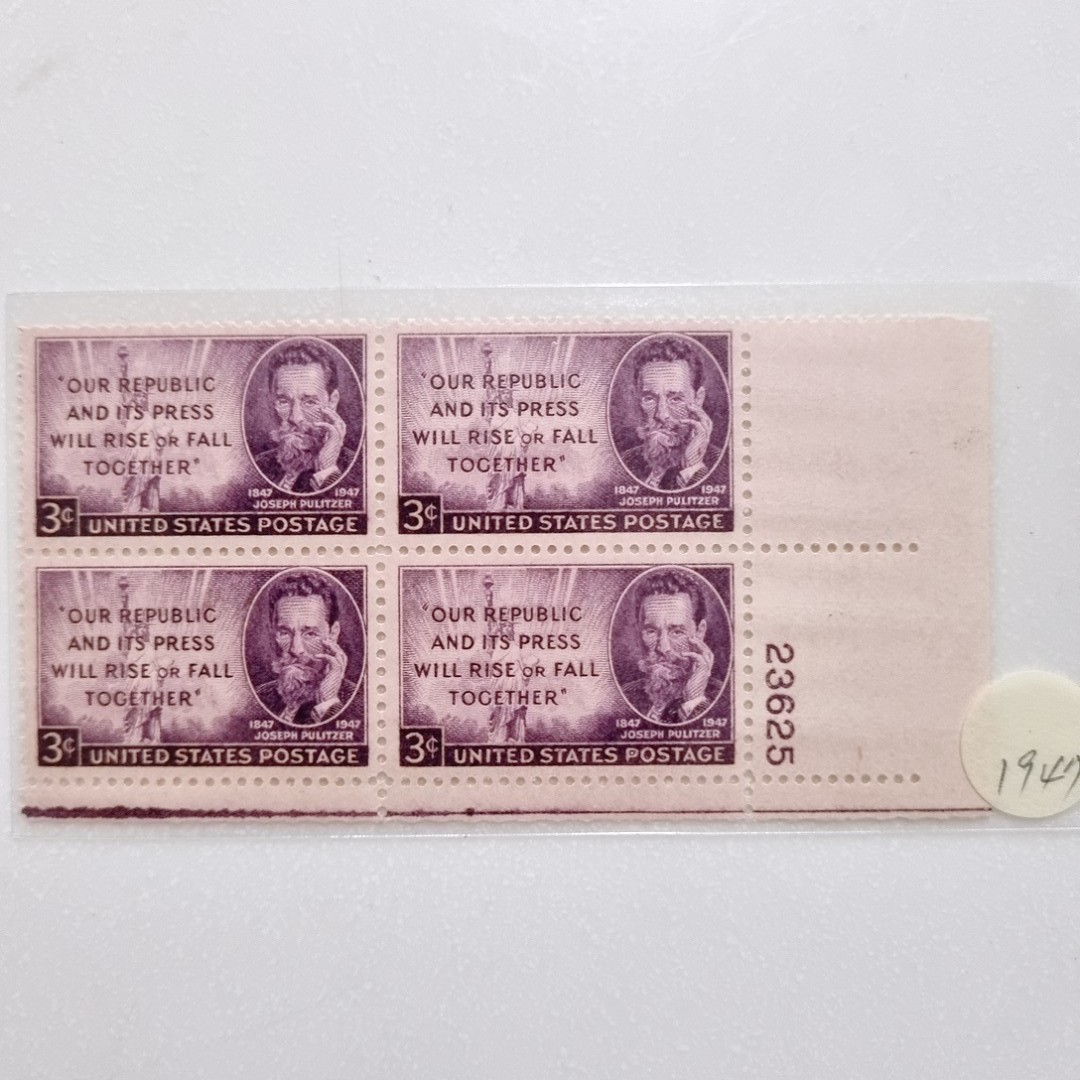 "OUR REPUBLIC
AND ITS PRESS
WILL RISE OR FALL
TOGETHER"
1847 1947
JOSEPH PULITZER
3¢ UNITED STATES POSTAGE
"OUR REPUBLIC
AND ITS PRESS
WILL RISE OR FALL
TOGETHER"
1847 1947
JOSEPH PULITZER
3¢ UNITED STATES POSTAGE
"OUR REPUBLIC
AND ITS PRESS
WILL RISE OR FALL
TOGETHER"
1847 1947
JOSEPH PULITZER
3¢ UNITED STATES POSTAGE
"OUR REPUBLIC
AND ITS PRESS
WILL RISE OR FALL
TOGETHER"
1847 1947
JOSEPH PULITZER
3¢ UNITED STATES POSTAGE
23625
1947